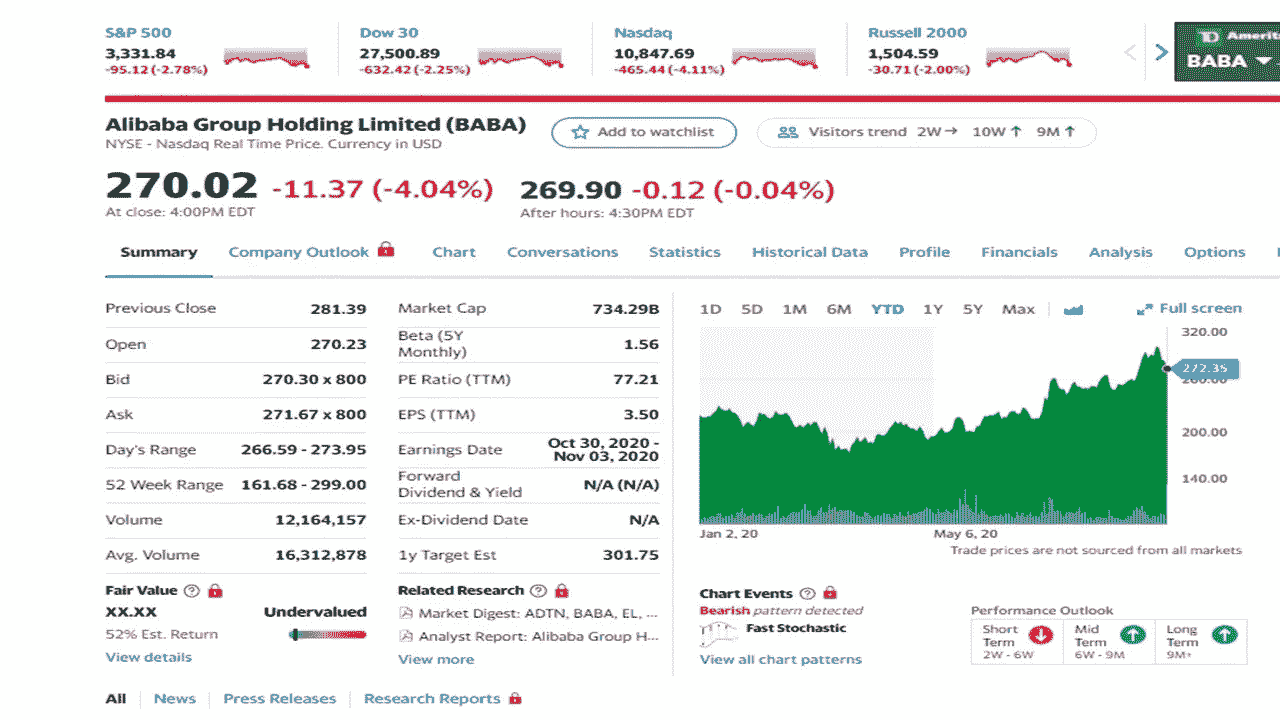 S&P 500
3,331.84
-95.12 (-2.78%)
Dow 30
27,500.89
-632.42 (-2.25%)
Nasdaq
10,847.69
-465.44 (-4.11%)
Russell 2000
1,504.59
-30.71 (-2.00%)
TD Amerit
BABA
Alibaba Group Holding Limited (BABA)
NYSE - Nasdaq Real Time Price. Currency in USD
Add to watchlist
Visitors trend 2W→ 10W↑ 9M↑
270.02 -11.37 (-4.04%)
At close: 4:00PM EDT
269.90 -0.12 (-0.04%)
After hours: 4:30PM EDT
Summary Company Outlook Chart Conversations Statistics Historical Data Profile Financials Analysis Options
Previous Close 281.39
Open 270.23
Bid 270.30 x 800
Ask 271.67 x 800
Day's Range 266.59 - 273.95
52 Week Range 161.68 - 299.00
Volume 12,164,157
Avg. Volume 16,312,878
Market Cap 734.29B
Beta (5Y
Monthly) 1.56
PE Ratio (TTM) 77.21
EPS (TTM) 3.50
Earnings Date Oct 30, 2020 -
Nov 03, 2020
Forward
Dividend & Yield N/A (N/A)
Ex-Dividend Date N/A
1y Target Est 301.75
1D 5D 1M 6M YTD 1Y 5Y Max Full screen
320.00
272.35
260.00
200.00
140.00
Jan 2, 20 May 6, 20
Trade prices are not sourced from all markets
Fair Value
XX.XX Undervalued
52% Est. Return
View details
Related Research
Market Digest: ADTN, BABA, EL, ...
Analyst Report: Alibaba Group H...
View more
Chart Events
Bearish pattern detected
Fast Stochastic
View all chart patterns
Performance Outlook
Short
Term
2W - 6W
Mid
Term
6W - 9M
Long
Term
9M+
All News Press Releases Research Reports